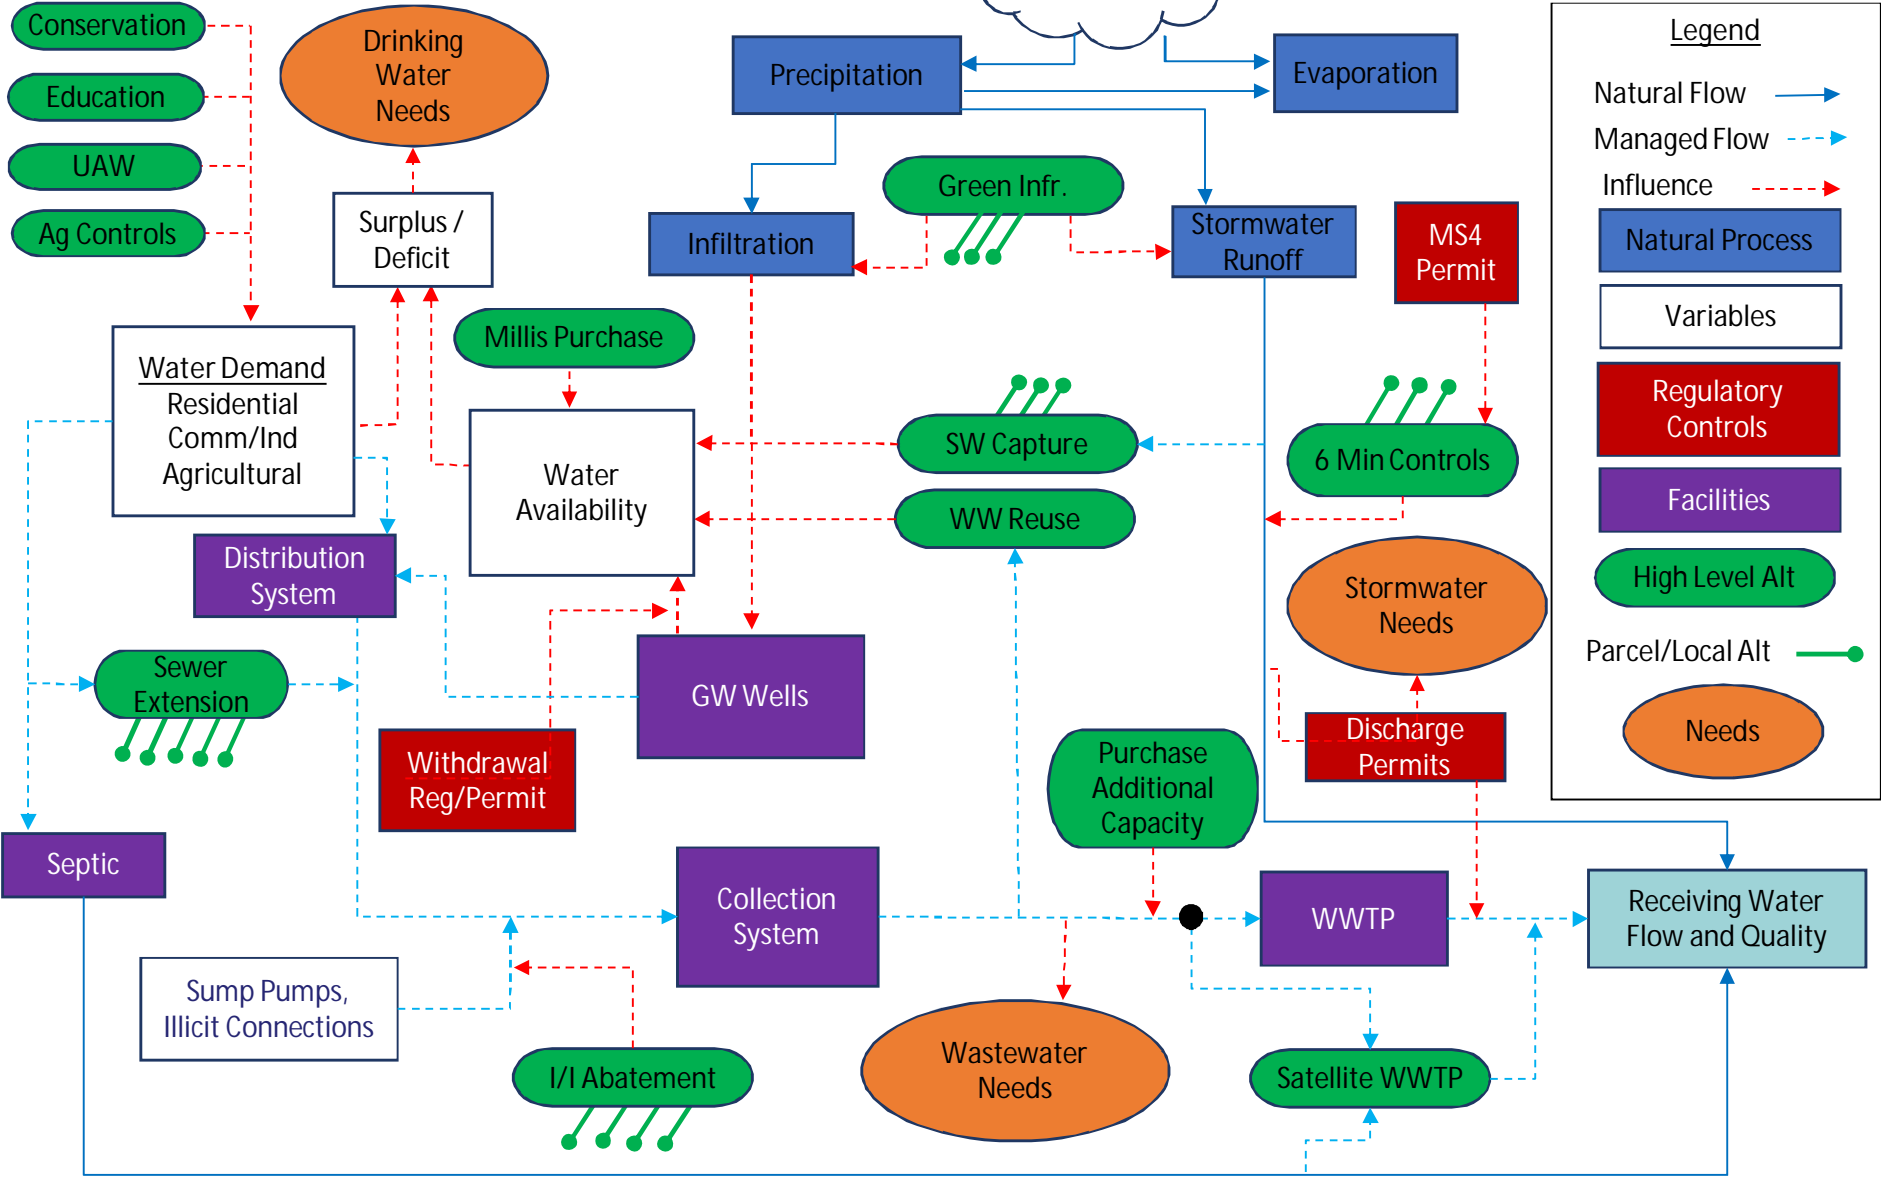 Conservation
Education
UAW
Ag Controls
Drinking
Water
Needs
Surplus /
Deficit
Precipitation
Evaporation
Green Infr.
Infiltration
Stormwater
Runoff
MS4
Permit
Millis Purchase
Water Demand
Residential
Comm/Ind
Agricultural
Water
Availability
SW Capture
WW Reuse
6 Min Controls
Distribution
System
Stormwater
Needs
Sewer
Extension
GW Wells
Withdrawal
Reg/Permit
Purchase
Additional
Capacity
Discharge
Permits
Septic
Collection
System
WWTP
Receiving Water
Flow and Quality
Sump Pumps,
Illicit Connections
I/I Abatement
Wastewater
Needs
Satellite WWTP
Legend
Natural Flow
Managed Flow
Influence
Natural Process
Variables
Regulatory
Controls
Facilities
High Level Alt
Parcel/Local Alt
Needs